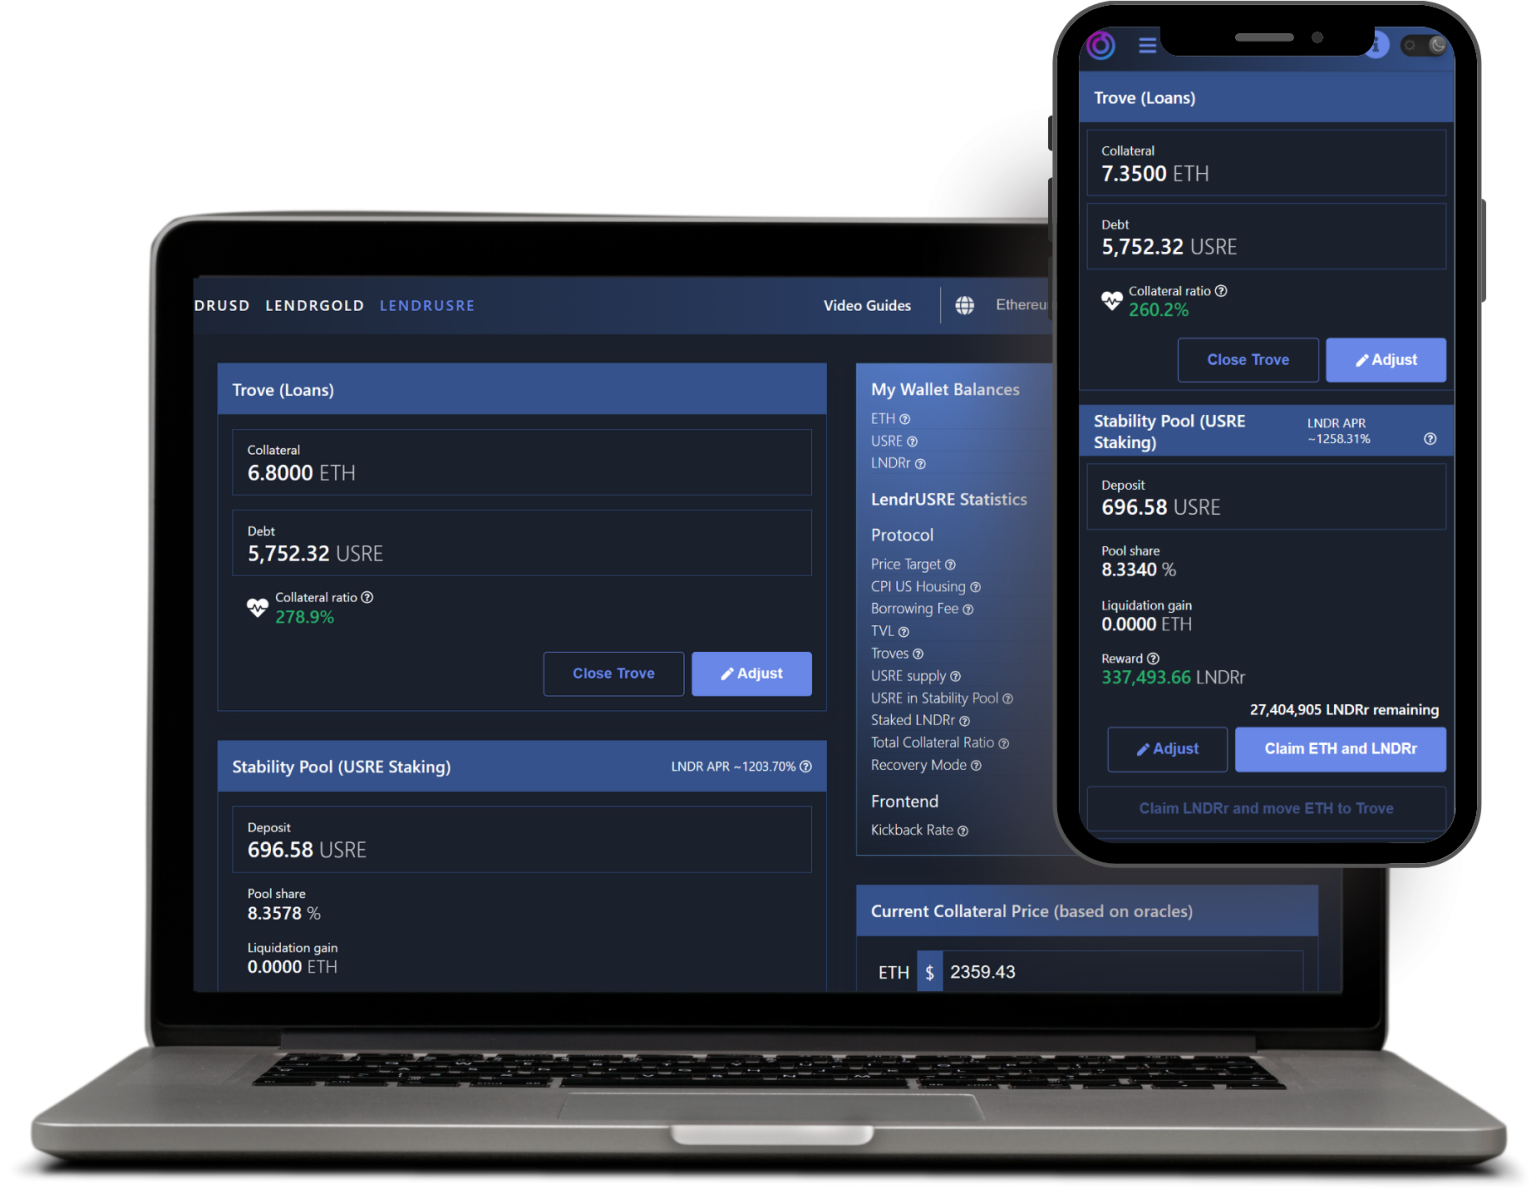 DRUSD LENDRGOLD LENDRUSRE
Video Guides
Trove (Loans)
Collateral
6.8000 ETH
Debt
5,752.32 USRE
Collateral ratio
278.9%
Close Trove
Adjust
Stability Pool (USRE Staking)
LNDR APR ~1203.70%
Deposit
696.58 USRE
Pool share
8.3578 %
Liquidation gain
0.0000 ETH
My Wallet Balances
ETH
USRE
LNDRr
LendrUSRE Statistics
Protocol
Price Target
CPI US Housing
Borrowing Fee
TVL
Troves
USRE supply
USRE in Stability Pool
Staked LNDRr
Total Collateral Ratio
Recovery Mode
Frontend
Kickback Rate
Current Collateral Price (based on oracles)
ETH $ 2359.43
Trove (Loans)
Collateral
7.3500 ETH
Debt
5,752.32 USRE
Collateral ratio
260.2%
Close Trove
Adjust
Stability Pool (USRE
Staking)
LNDR APR
~1258.31%
Deposit
696.58 USRE
Pool share
8.3340 %
Liquidation gain
0.0000 ETH
Reward
337,493.66 LNDRr
27,404,905 LNDRr remaining
Adjust
Claim ETH and LNDRr
Claim LNDRr and move ETH to Trove